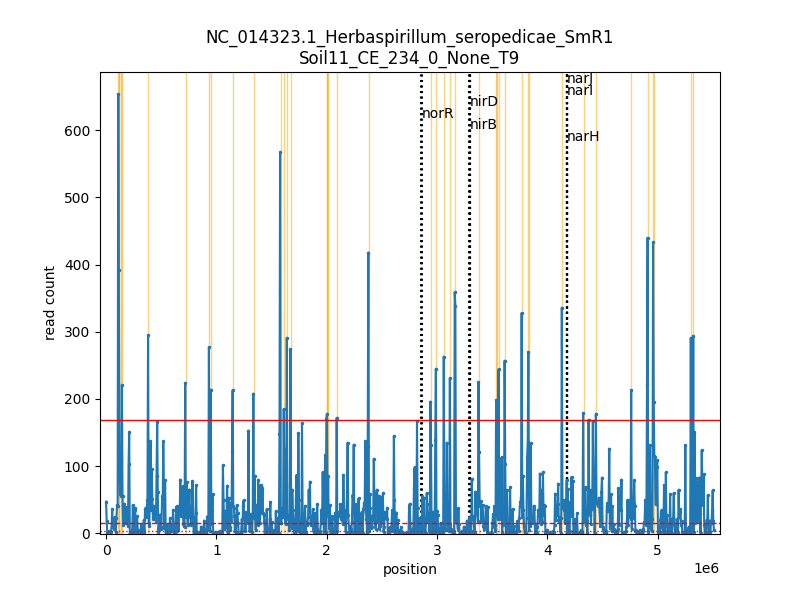 NC_014323.1_Herbaspirillum_seropedicae_SmR1
Soil11_CE_234_0_None_T9
narJ
narI
nirD
norR
nirB
narH
600
500
400
300
200
100
0
read count
0
1
2
3
4
5
1e6
position